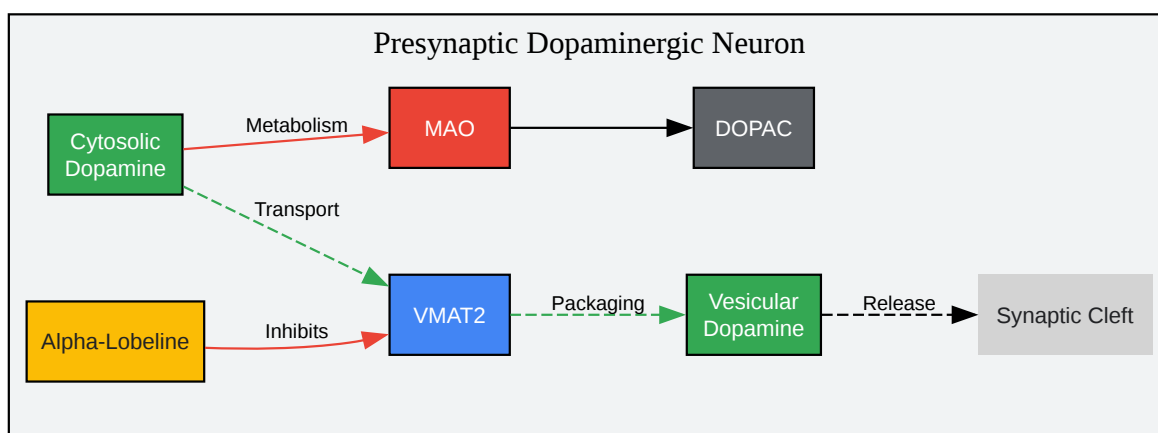 Presynaptic Dopaminergic Neuron
Cytosolic
Dopamine
Metabolism
MAO
DOPAC
Transport
Alpha-Lobeline
Inhibits
VMAT2
Packaging
Vesicular
Dopamine
Release
Synaptic Cleft